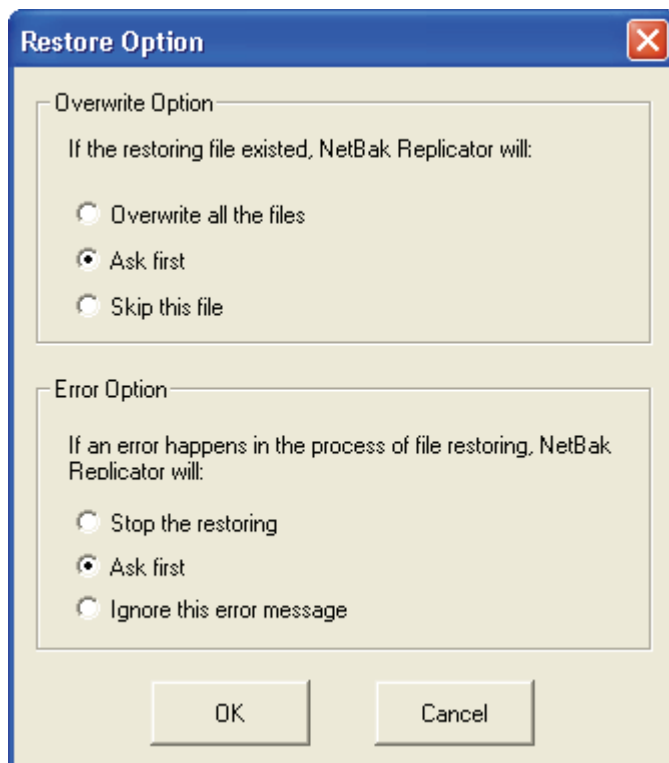 Restore Option
Overwrite Option
If the restoring file existed, NetBak Replicator will:
Overwrite all the files
Ask first
Skip this file
Error Option
If an error happens in the process of file restoring, NetBak
Replicator will:
Stop the restoring
Ask first
Ignore this error message
OK
Cancel